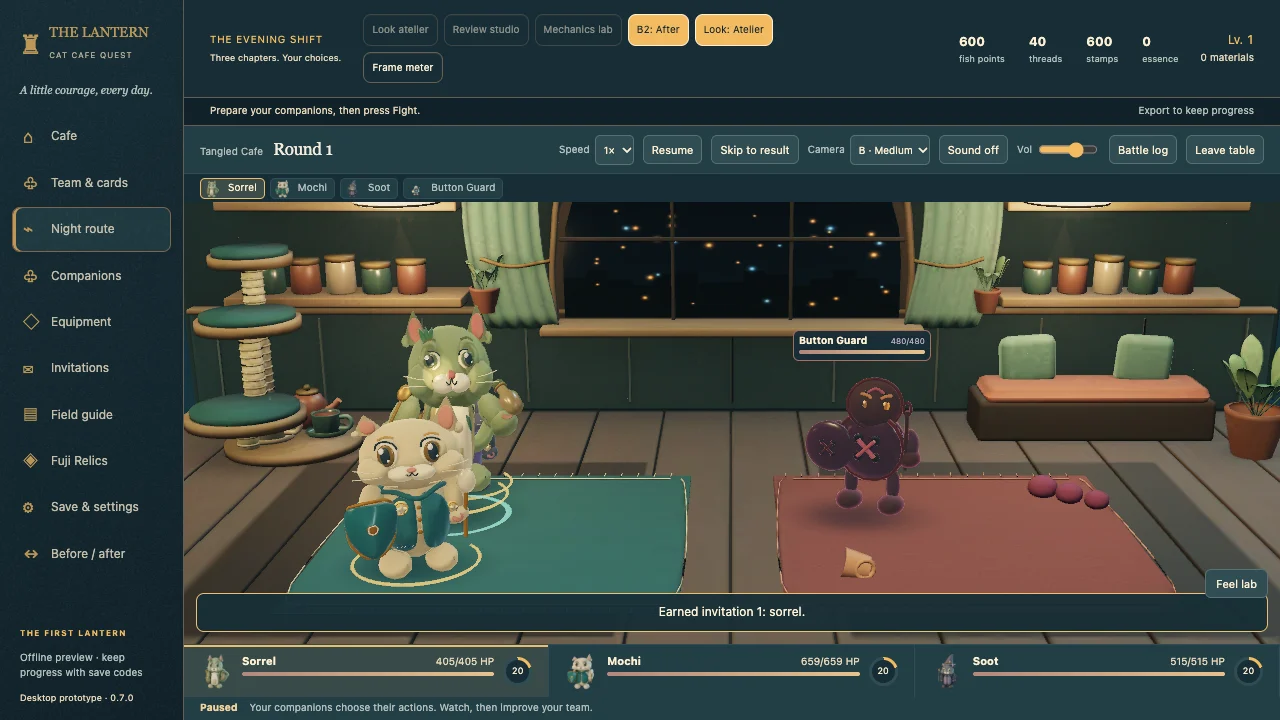 THE LANTERN
CAT CAFE QUEST
A little courage, every day.
Cafe
Team & cards
Night route
Companions
Equipment
Invitations
Field guide
Fuji Relics
Save & settings
Before / after
THE FIRST LANTERN
Offline preview · keep
progress with save codes
Desktop prototype · 0.7.0
THE EVENING SHIFT
Three chapters. Your choices.
Look atelier
Review studio
Mechanics lab
B2: After
Look: Atelier
Frame meter
600
fish points
40
threads
600
stamps
0
essence
Lv. 1
0 materials
Prepare your companions, then press Fight.
Export to keep progress
Tangled Cafe
Round 1
Speed
1×
Resume
Skip to result
Camera
B · Medium
Sound off
Vol
Battle log
Leave table
Sorrel
Mochi
Soot
Button Guard
Button Guard 480/480
Feel lab
Earned invitation 1: sorrel.
Sorrel 405/405 HP 20
Mochi 659/659 HP 20
Soot 515/515 HP 20
Paused Your companions choose their actions. Watch, then improve your team.